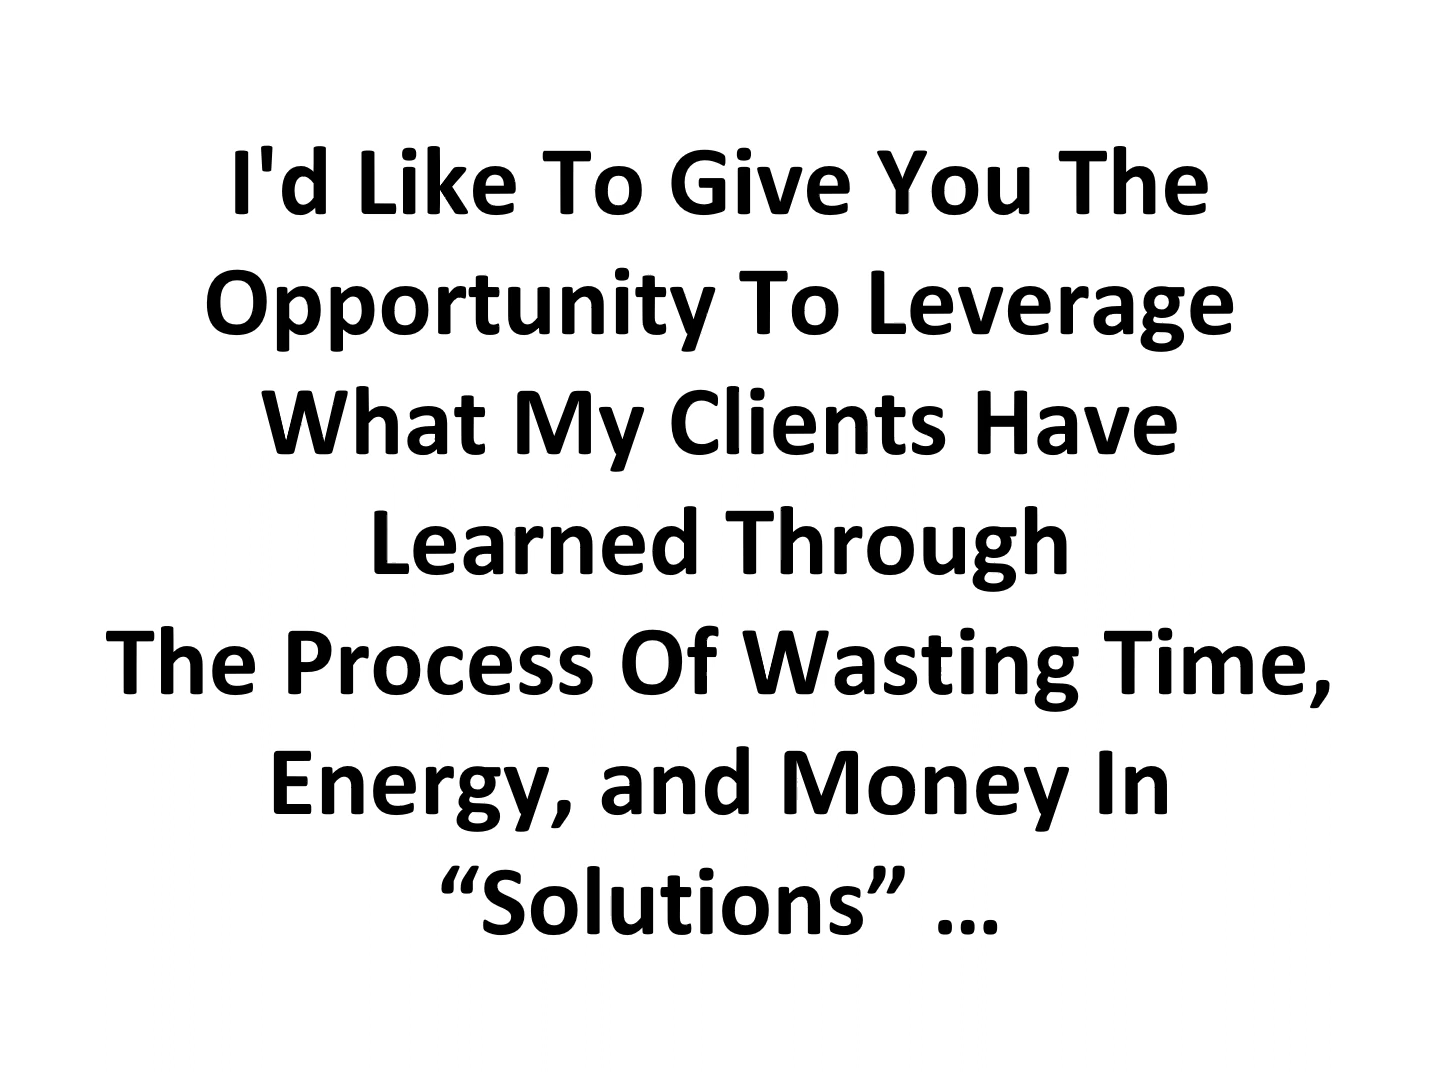 I'd Like To Give You The
Opportunity To Leverage
What My Clients Have
Learned Through
The Process Of Wasting Time,
Energy, and Money In
“Solutions” …